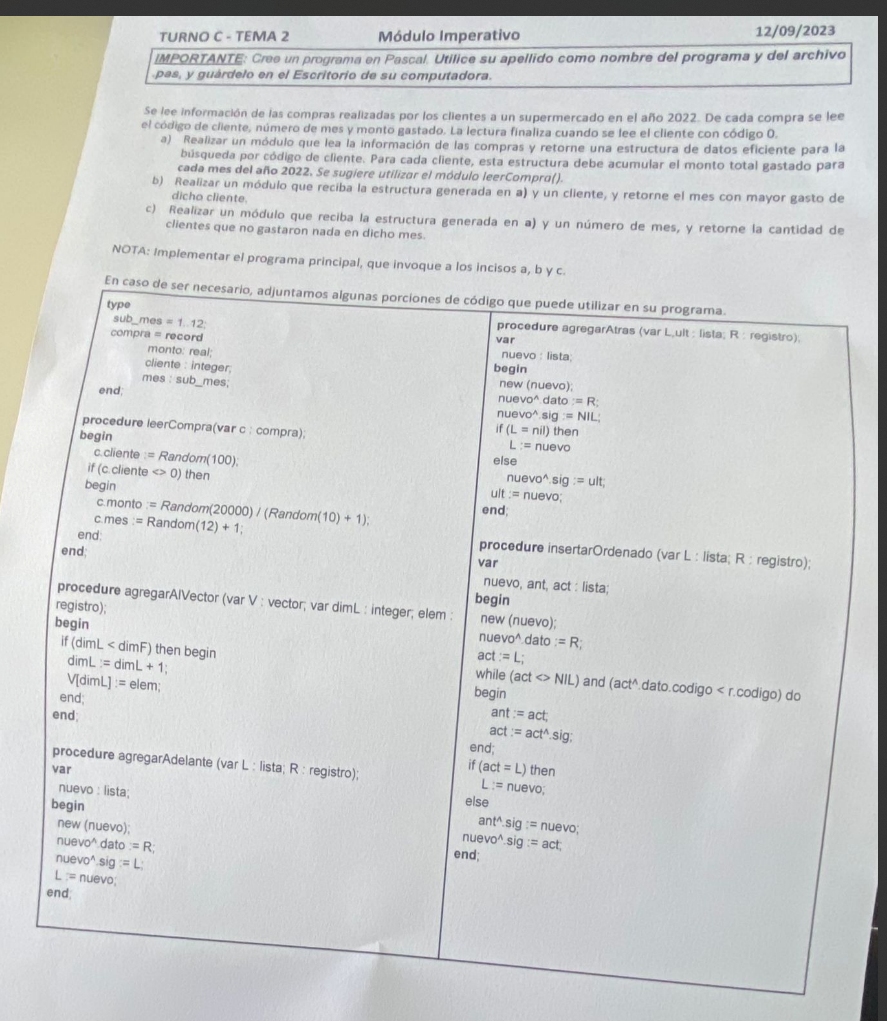 TURNO C - TEMA 2 Módulo Imperativo 12/09/2023
IMPORTANTE: Cree un programa en Pascal. Utilice su apellido como nombre del programa y del archivo
.pas, y guárdelo en el Escritorio de su computadora.
Se lee información de las compras realizadas por los clientes a un supermercado en el año 2022. De cada compra se lee
el código de cliente, número de mes y monto gastado. La lectura finaliza cuando se lee el cliente con código 0.
a) Realizar un módulo que lea la información de las compras y retorne una estructura de datos eficiente para la
búsqueda por código de cliente. Para cada cliente, esta estructura debe acumular el monto total gastado para
cada mes del año 2022. Se sugiere utilizar el módulo leerCompra().
b) Realizar un módulo que reciba la estructura generada en a) y un cliente, y retorne el mes con mayor gasto de
dicho cliente.
c) Realizar un módulo que reciba la estructura generada en a) y un número de mes, y retorne la cantidad de
clientes que no gastaron nada en dicho mes.
NOTA: Implementar el programa principal, que invoque a los incisos a, b y c.
En caso de ser necesario, adjuntamos algunas porciones de código que puede utilizar en su programa.
type
sub_mes = 1..12;
compra = record
monto: real;
cliente : integer;
mes : sub_mes;
end;
procedure leerCompra(var c : compra);
begin
c.cliente := Random(100);
if (c.cliente <> 0) then
begin
c.monto := Random(20000) / (Random(10) + 1);
c.mes := Random(12) + 1;
end;
end;
procedure agregarAlVector (var V : vector; var dimL : integer; elem :
registro);
begin
if (dimL < dimF) then begin
dimL := dimL + 1;
V[dimL] := elem;
end;
end;
procedure agregarAdelante (var L : lista; R : registro);
var
nuevo : lista;
begin
new (nuevo);
nuevo^.dato := R;
nuevo^.sig := L;
L := nuevo;
end;
procedure agregarAtras (var L,ult : lista; R : registro);
var
nuevo : lista;
begin
new (nuevo);
nuevo^.dato := R;
nuevo^.sig := NIL;
if (L = nil) then
L := nuevo
else
nuevo^.sig := ult;
ult := nuevo;
end;
procedure insertarOrdenado (var L : lista; R : registro);
var
nuevo, ant, act : lista;
begin
new (nuevo);
nuevo^.dato := R;
act := L;
while (act <> NIL) and (act^.dato.codigo < r.codigo) do
begin
ant := act;
act := act^.sig;
end;
if (act = L) then
L := nuevo;
else
ant^.sig := nuevo;
nuevo^.sig := act;
end;